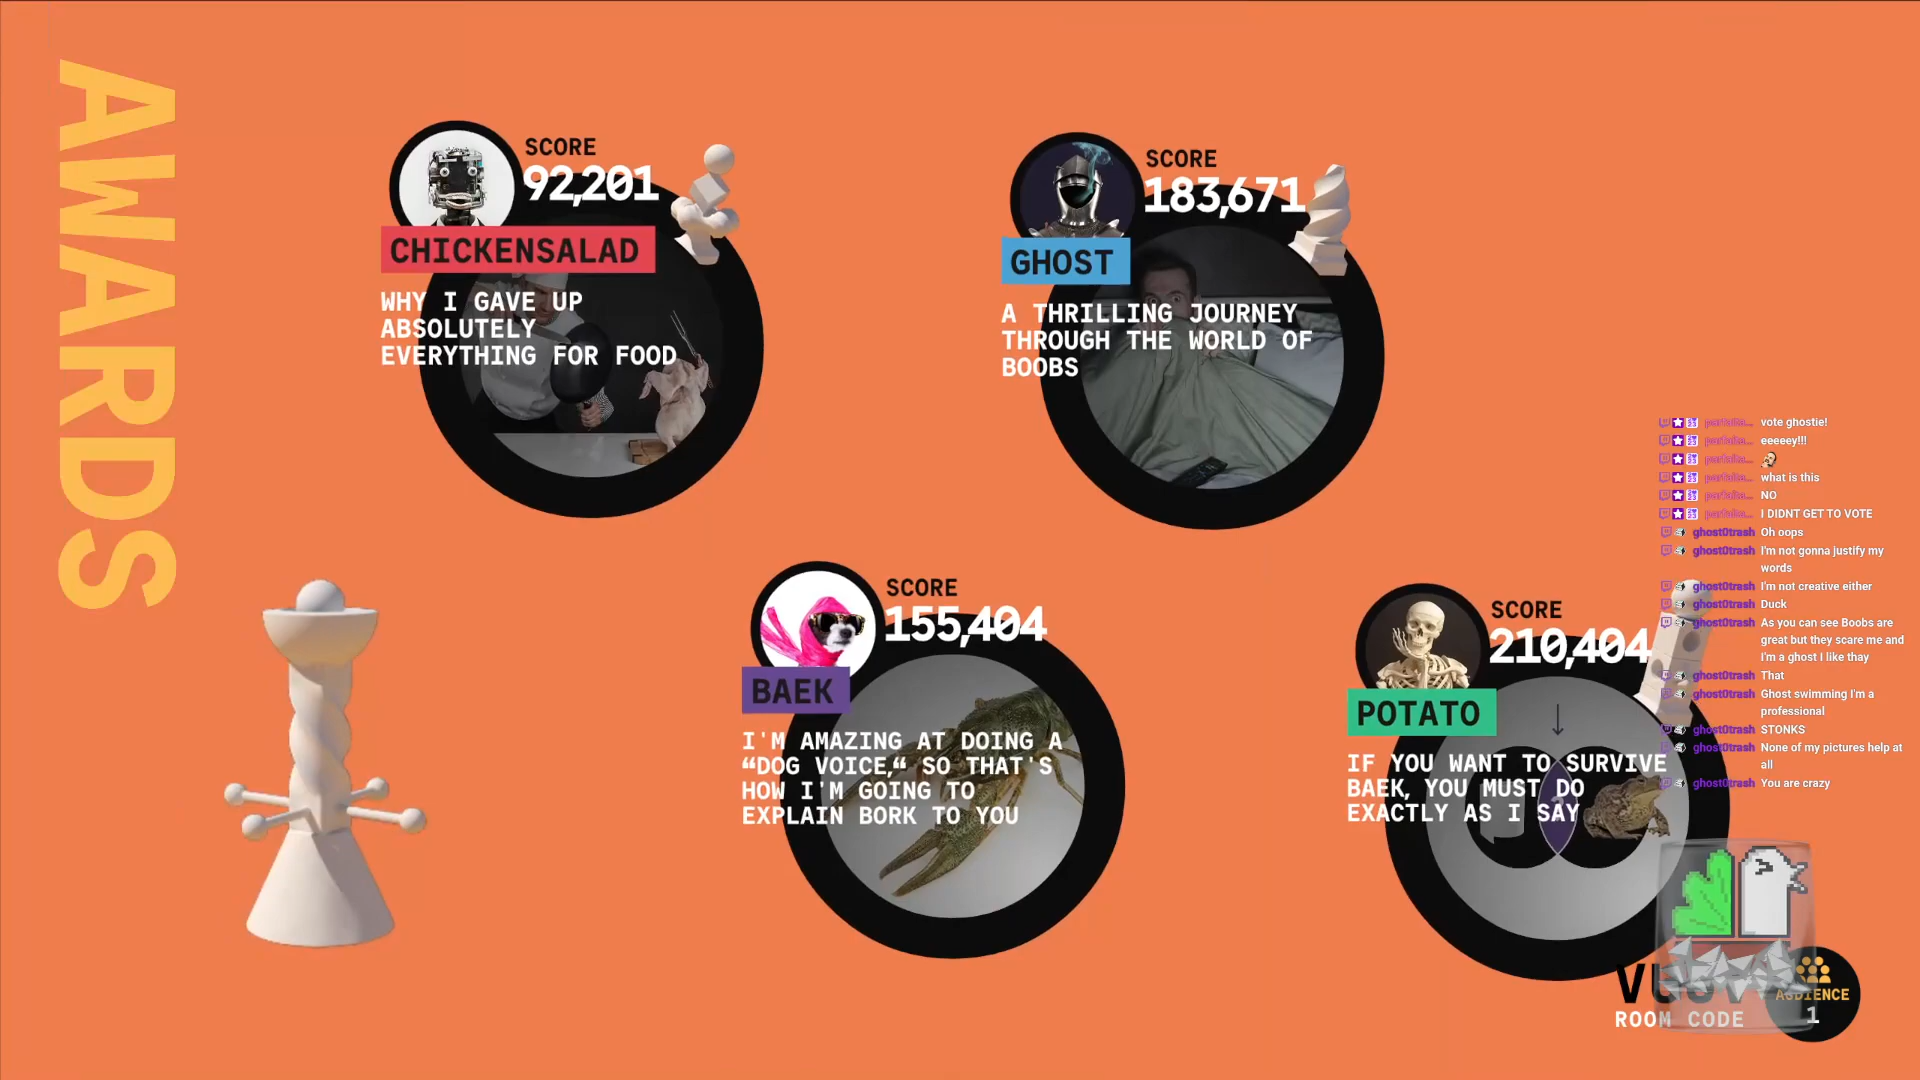 AWARDS
SCORE
92,201
CHICKENSALAD
WHY I GAVE UP
ABSOLUTELY
EVERYTHING FOR FOOD
SCORE
183,671
GHOST
A THRILLING JOURNEY
THROUGH THE WORLD OF
BOOBS
SCORE
155,404
BAEK
I'M AMAZING AT DOING A
“DOG VOICE,“ SO THAT'S
HOW I'M GOING TO
EXPLAIN BORK TO YOU
SCORE
210,404
POTATO
IF YOU WANT TO SURVIVE
BAEK, YOU MUST DO
EXACTLY AS I SAY
vote ghostie!
eeeeey!!!
what is this
NO
I DIDNT GET TO VOTE
ghost0trash Oh oops
ghost0trash I'm not gonna justify my
words
ghost0trash I'm not creative either
ghost0trash Duck
ghost0trash As you can see Boobs are
great but they scare me and
I'm a ghost I like thay
ghost0trash That
ghost0trash Ghost swimming I'm a
professional
ghost0trash STONKS
ghost0trash None of my pictures help at
all
ghost0trash You are crazy
ROOM CODE
AUDIENCE
1